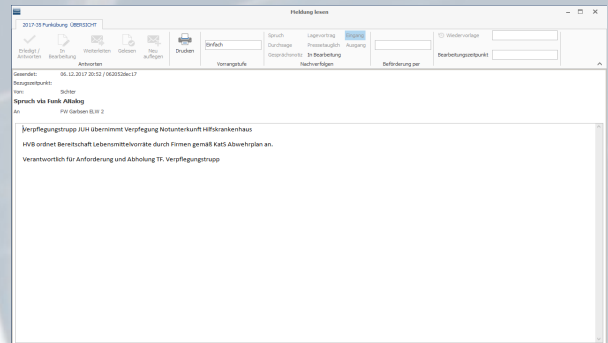 Meldung lesen
2017-35 Funkübung ÜBERSICHT
Erledigt / Antworten
In Bearbeitung
Weiterleiten
Gelesen
Neu auflegen
Drucken
Einfach
Spruch
Lagevortrag
Eingang
Durchsage
Pressetauglich
Ausgang
Gesprächsnotiz
In Bearbeitung
Wiedervorlage
Bearbeitungszeitpunkt
Antworten
Vorrangstufe
Nachverfolgen
Beförderung per
Gesendet: 06.12.2017 20:52 / 062052dec17
Bezugszeitpunkt:
Von: Sichter
Spruch via Funk ANalog
An FW Garbsen ELW 2
Verpflegungstrupp JUH übernimmt Verpfegung Notunterkunft Hilfskrankenhaus
HVB ordnet Bereitschaft Lebensmittelvorräte durch Firmen gemäß KatS Abwehrplan an.
Verantwortlich für Anforderung und Abholung TF. Verpflegungstrupp